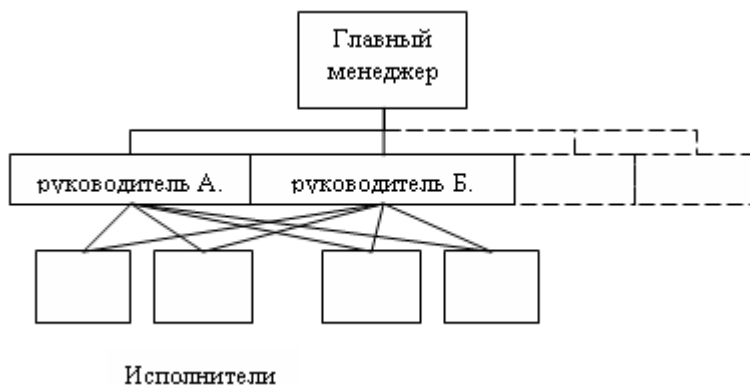 Главный
менеджер
руководитель А.
руководитель Б.
Исполнители